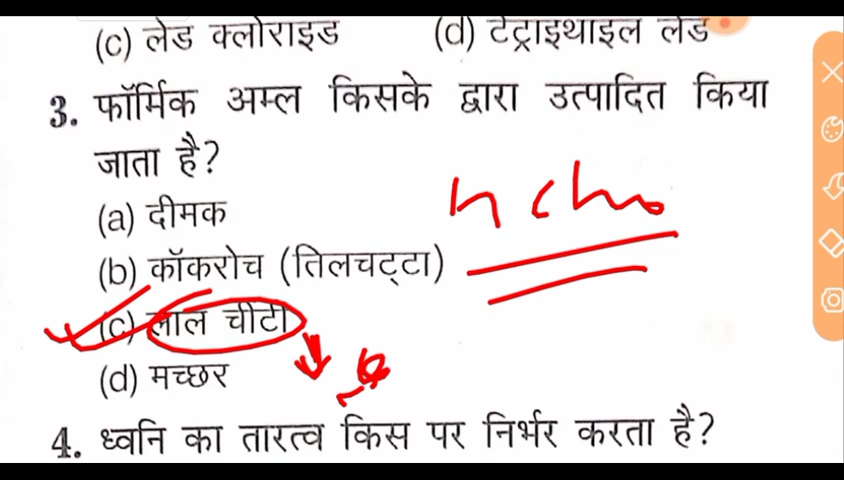 (c) लेड क्लोराइड (d) टेट्राइथाइल लेड
3. फॉर्मिक अम्ल किसके द्वारा उत्पादित किया
जाता है?
(a) दीमक
(b) कॉकरोच (तिलचट्टा)
(c) लाल चीटी
(d) मच्छर
4. ध्वनि का तारत्व किस पर निर्भर करता है?